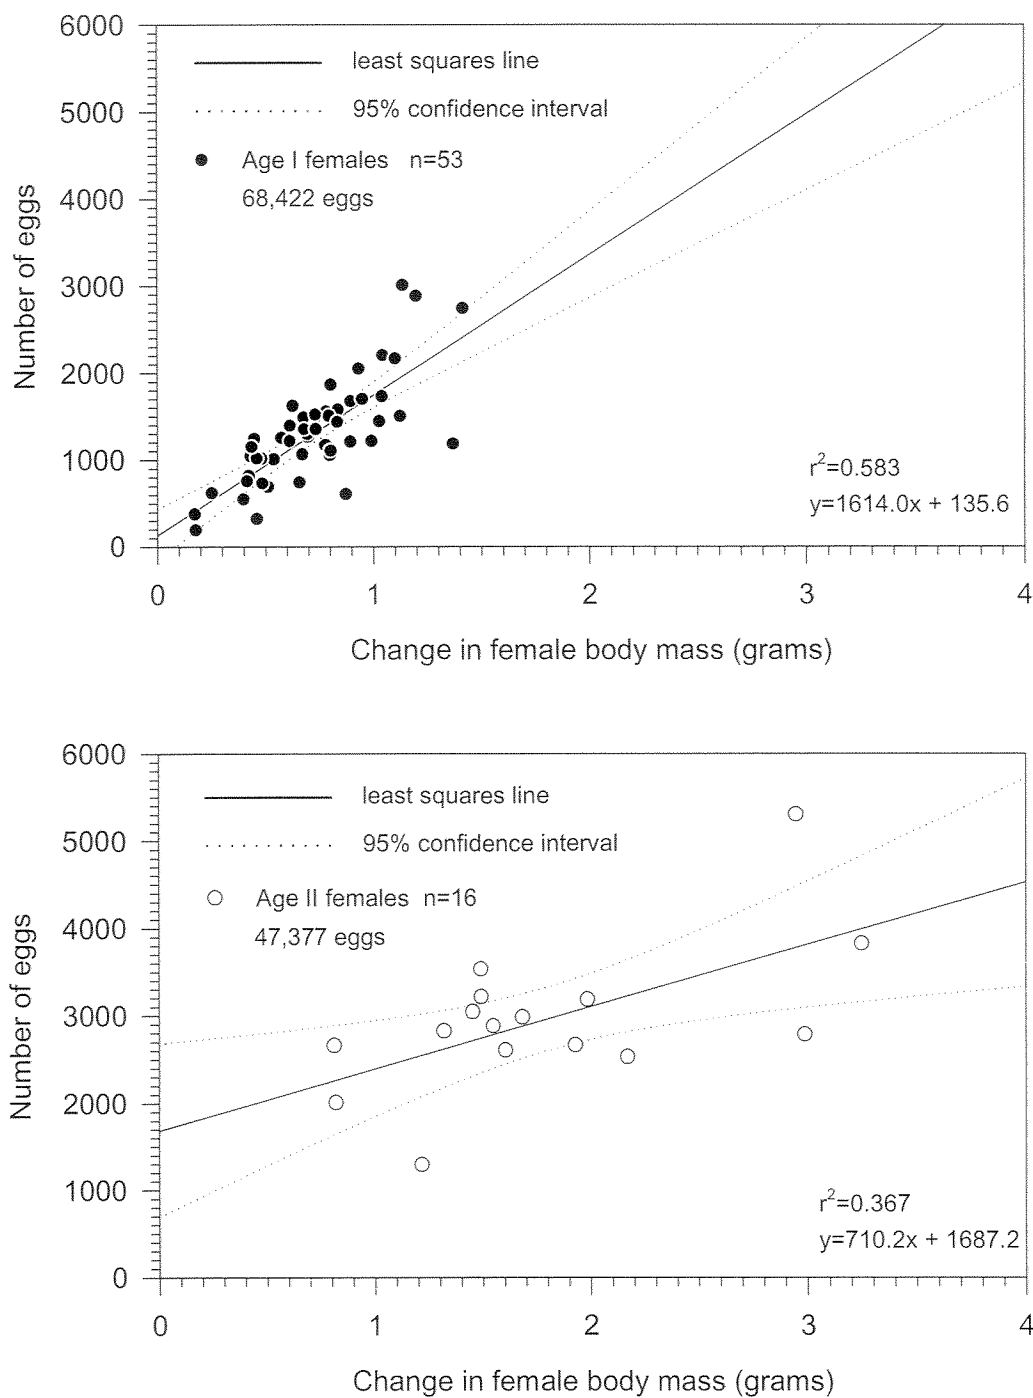 6000
5000
4000
3000
2000
1000
0
Number of eggs
least squares line
95% confidence interval
Age I females n=53
68,422 eggs
r²=0.583
y=1614.0x + 135.6
0 1 2 3 4
Change in female body mass (grams)
6000
5000
4000
3000
2000
1000
0
Number of eggs
least squares line
95% confidence interval
Age II females n=16
47,377 eggs
r²=0.367
y=710.2x + 1687.2
0 1 2 3 4
Change in female body mass (grams)